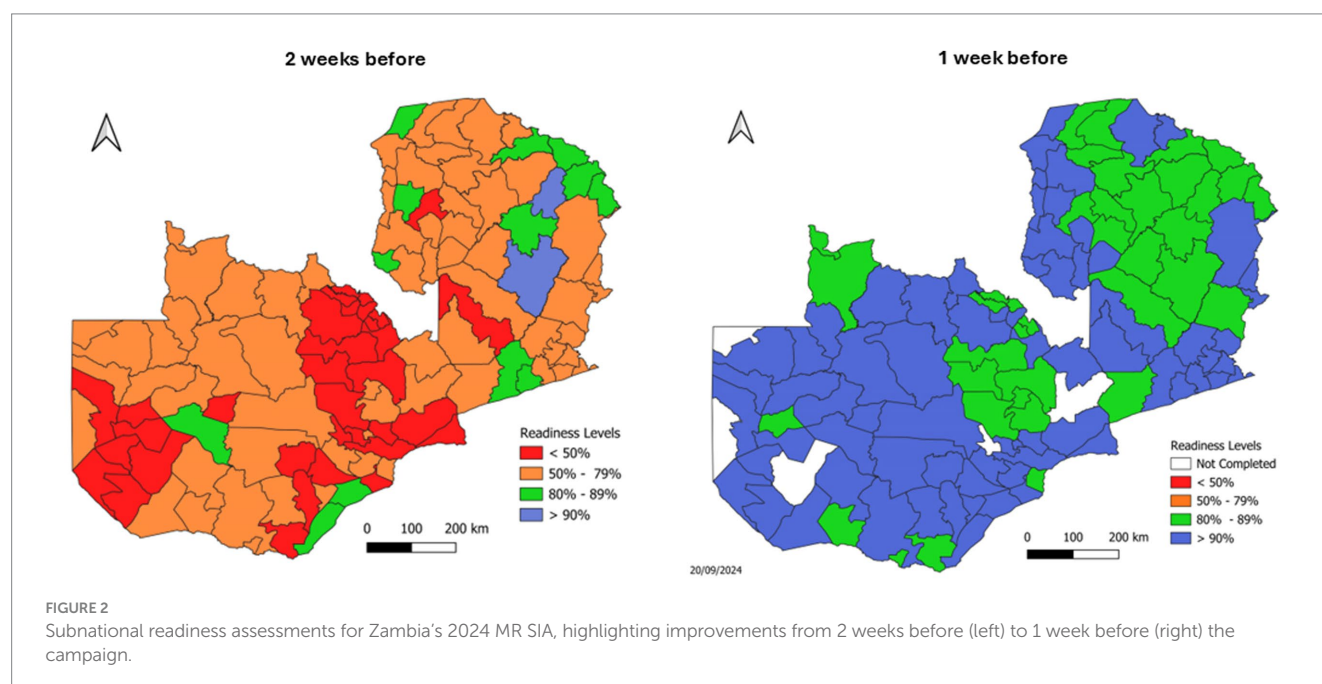 2 weeks before
1 week before
Readiness Levels
< 50%
50% - 79%
80% - 89%
> 90%
0 100 200 km
Readiness Levels
Not Completed
< 50%
50% - 79%
80% - 89%
> 90%
0 100 200 km
20/09/2024
FIGURE 2
Subnational readiness assessments for Zambia's 2024 MR SIA, highlighting improvements from 2 weeks before (left) to 1 week before (right) the
campaign.